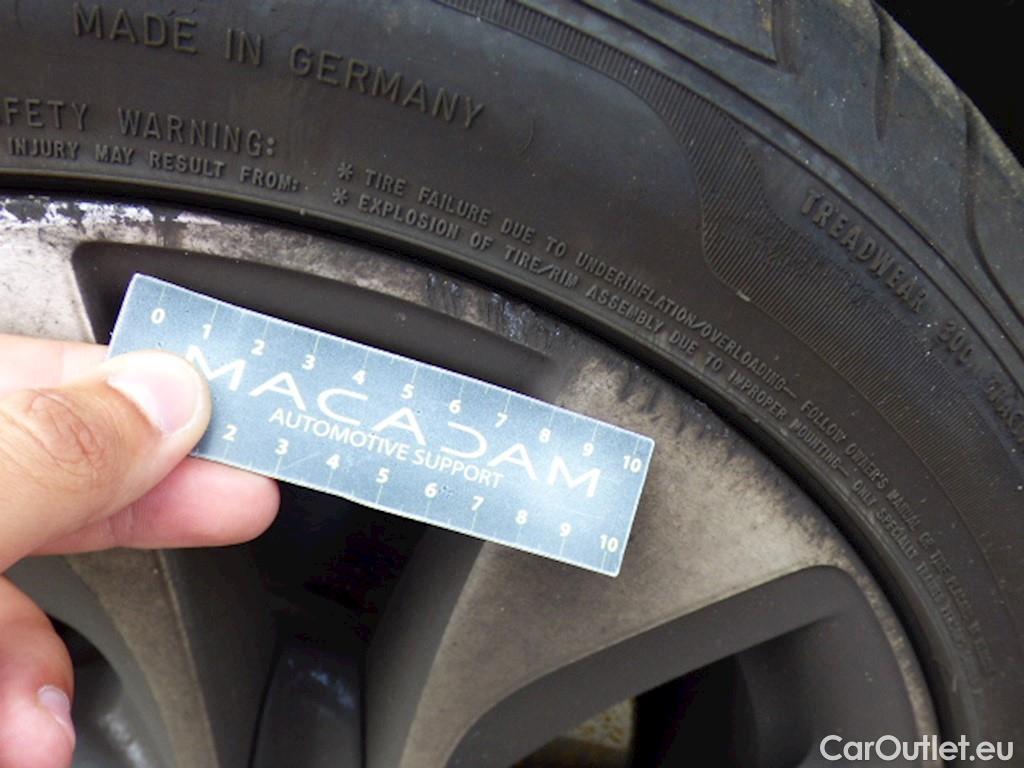 MADE IN GERMANY
SAFETY WARNING:
INJURY MAY RESULT FROM:
* TIRE FAILURE DUE TO UNDERINFLATION/OVERLOADING— FOLLOW OWNER'S MANUAL
* EXPLOSION OF TIRE/RIM ASSEMBLY DUE TO IMPROPER MOUNTING— ONLY SPECIALLY
TREADWEAR 300
0 1 2 3 4 5 6 7 8 9 10
MACADAM
AUTOMOTIVE SUPPORT
2 3 4 5 6 7 8 9 10
CarOutlet.eu